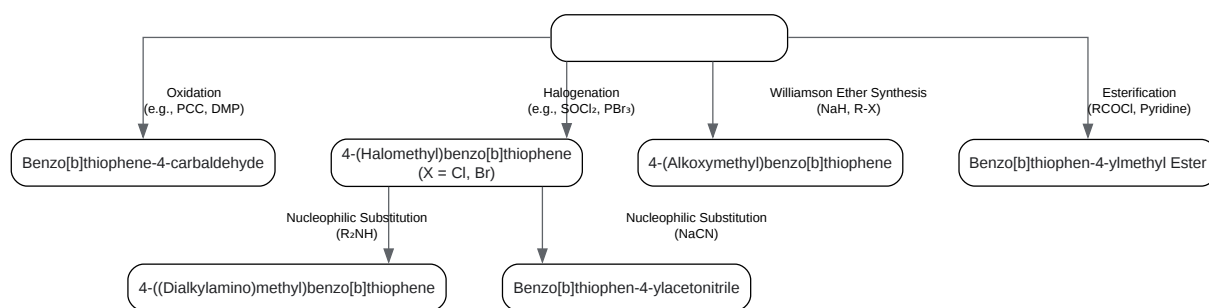 Oxidation
(e.g., PCC, DMP)
Halogenation
(e.g., SOCl₂, PBr₃)
Williamson Ether Synthesis
(NaH, R-X)
Esterification
(RCOCl, Pyridine)
Benzo[b]thiophene-4-carbaldehyde
4-(Halomethyl)benzo[b]thiophene
(X = Cl, Br)
4-(Alkoxymethyl)benzo[b]thiophene
Benzo[b]thiophen-4-ylmethyl Ester
Nucleophilic Substitution
(R₂NH)
Nucleophilic Substitution
(NaCN)
4-((Dialkylamino)methyl)benzo[b]thiophene
Benzo[b]thiophen-4-ylacetonitrile